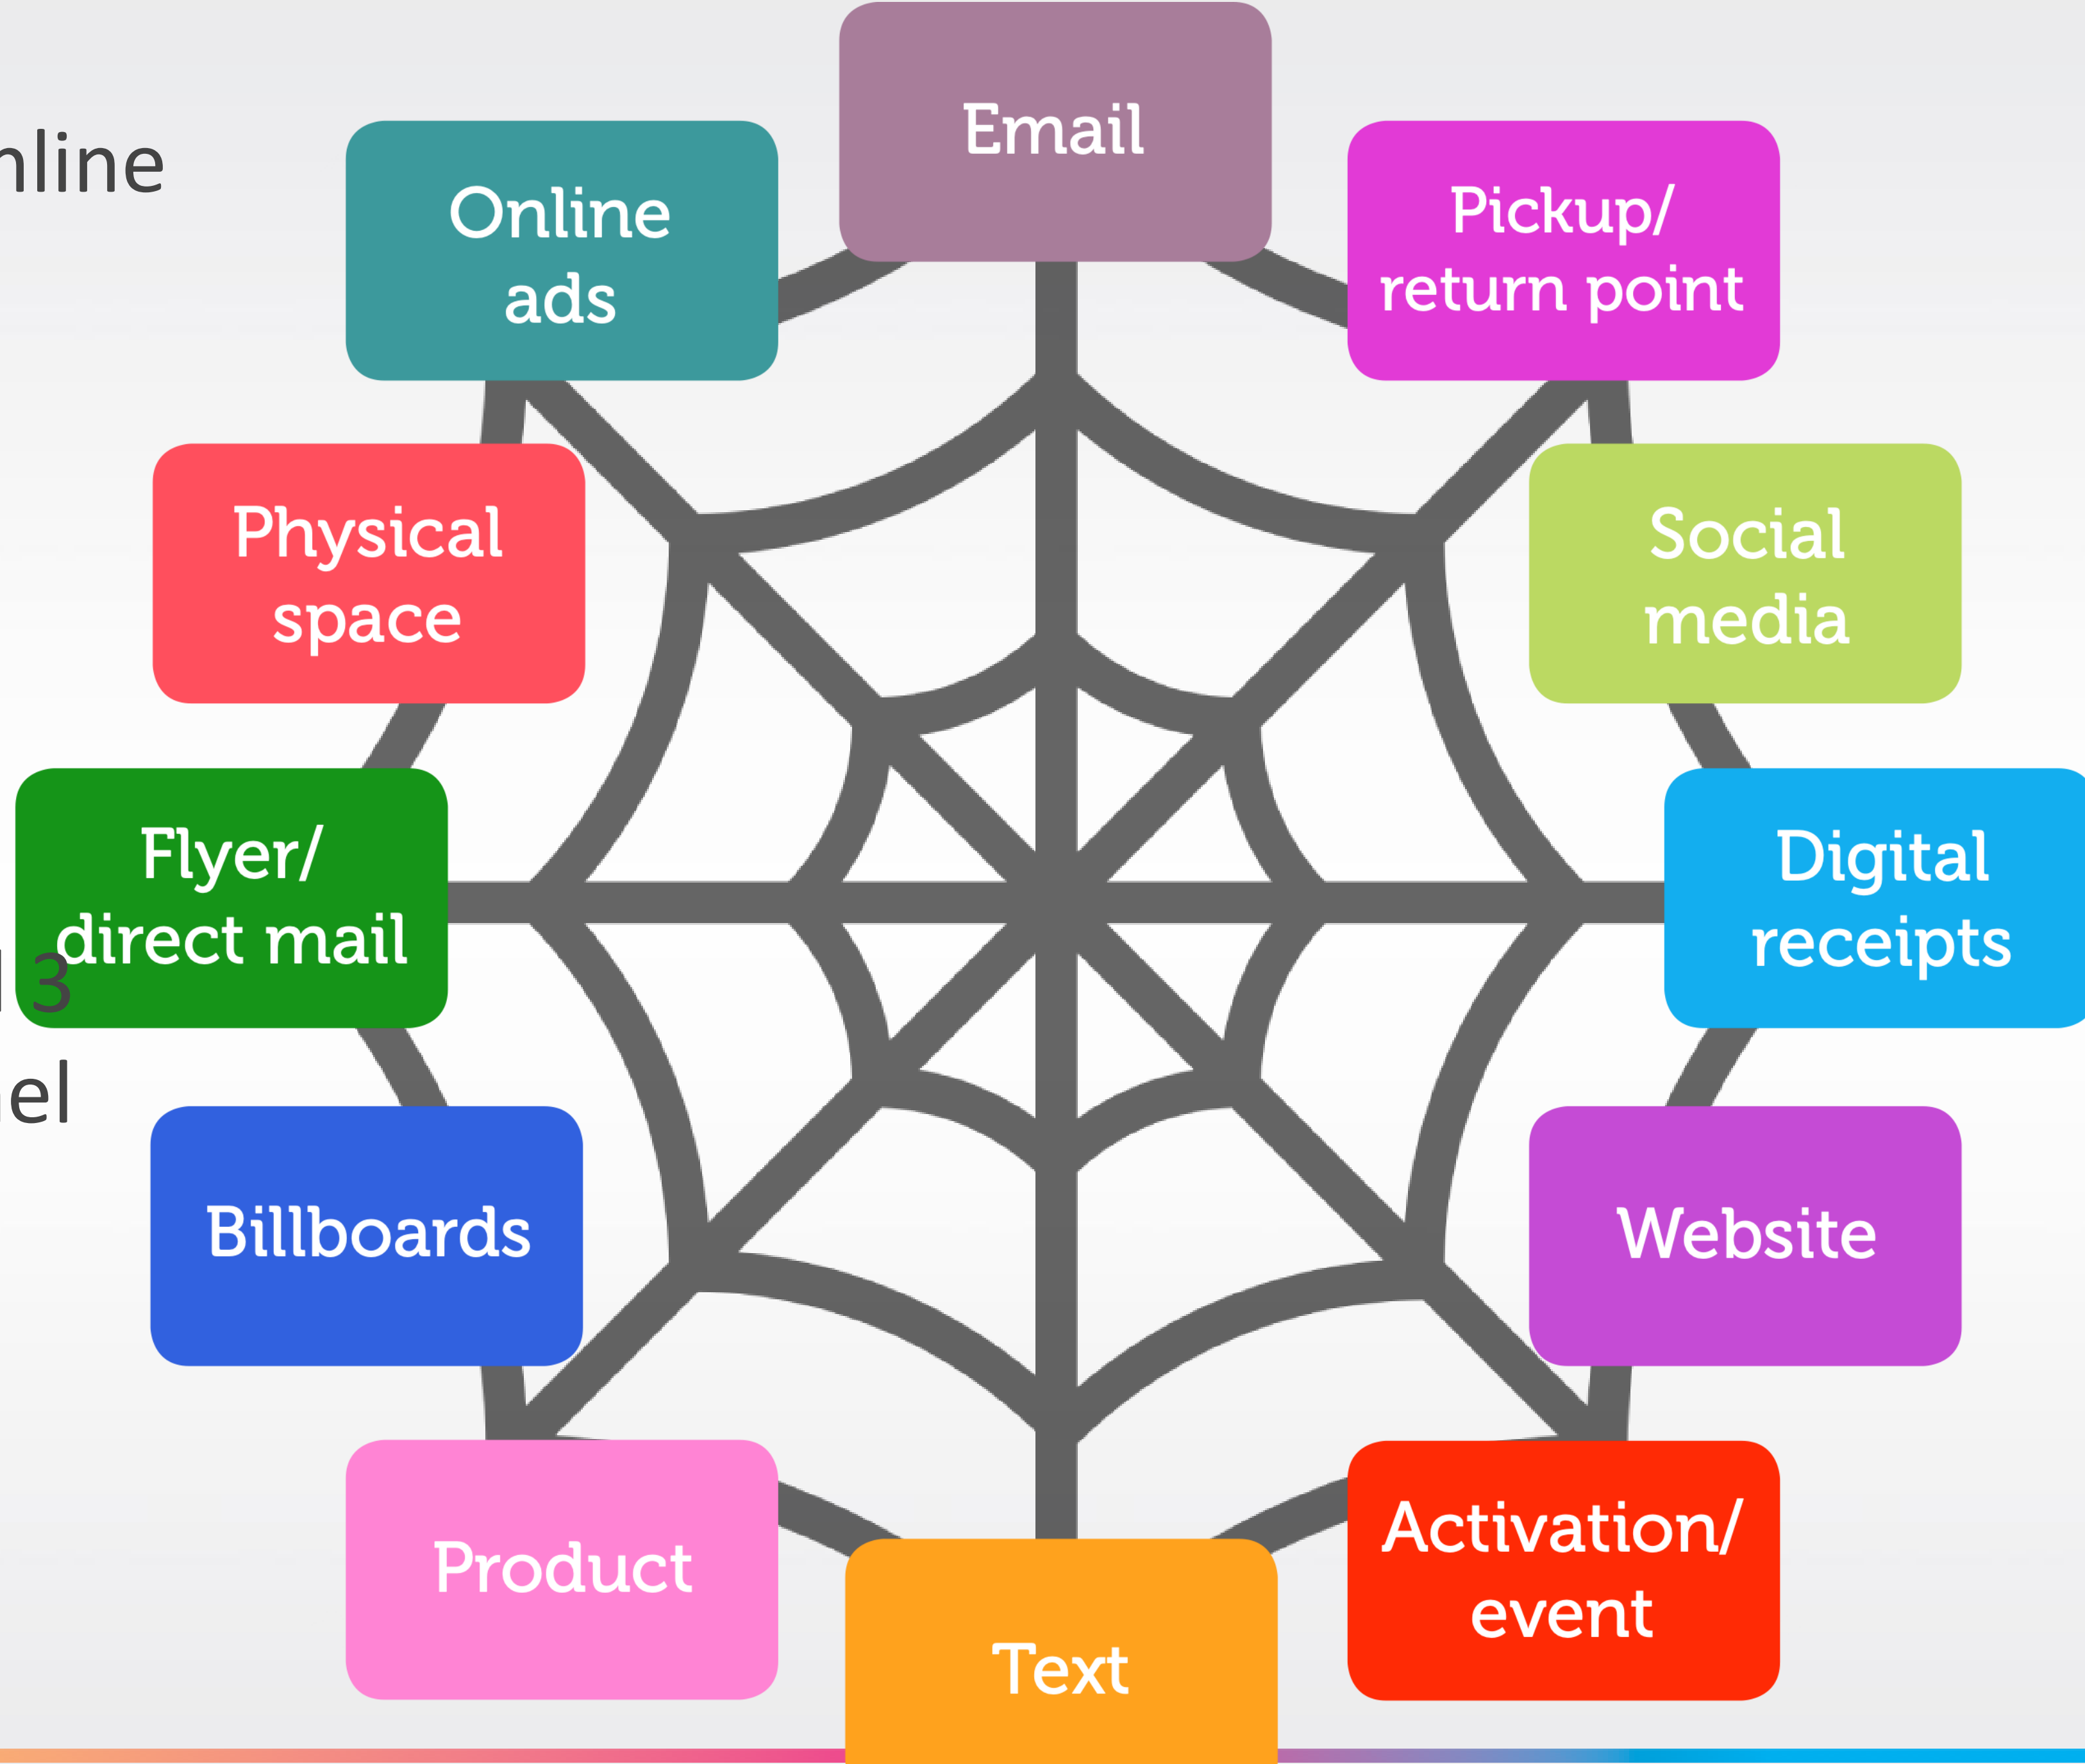 nline
3
el
Email
Online
ads
Pickup/
return point
Physical
space
Social
media
Flyer/
direct mail
Digital
receipts
Billboards
Website
Product
Activation/
event
Text